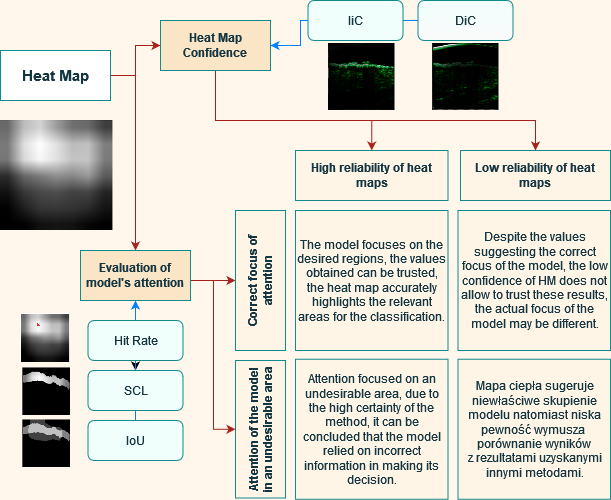 IiC
DiC
Heat Map
Confidence
Heat Map
High reliability of heat
maps
Low reliability of heat
maps
Evaluation of
model's attention
Correct focus of
attention
The model focuses on the
desired regions, the values
obtained can be trusted,
the heat map accurately
highlights the relevant
areas for the classification.
Despite the values
suggesting the correct
focus of the model, the low
confidence of HM does not
allow to trust these results,
the actual focus of the
model may be different.
Hit Rate
SCL
IoU
Attention of the model
In an undesirable area
Attention focused on an
undesirable area, due to
the high certainty of the
method, it can be
concluded that the model
relied on incorrect
information in making its
decision.
Mapa ciepła sugeruje
niewłaściwe skupienie
modelu natomiast niska
pewność wymusza
porównanie wyników
z rezultatami uzyskanymi
innymi metodami.